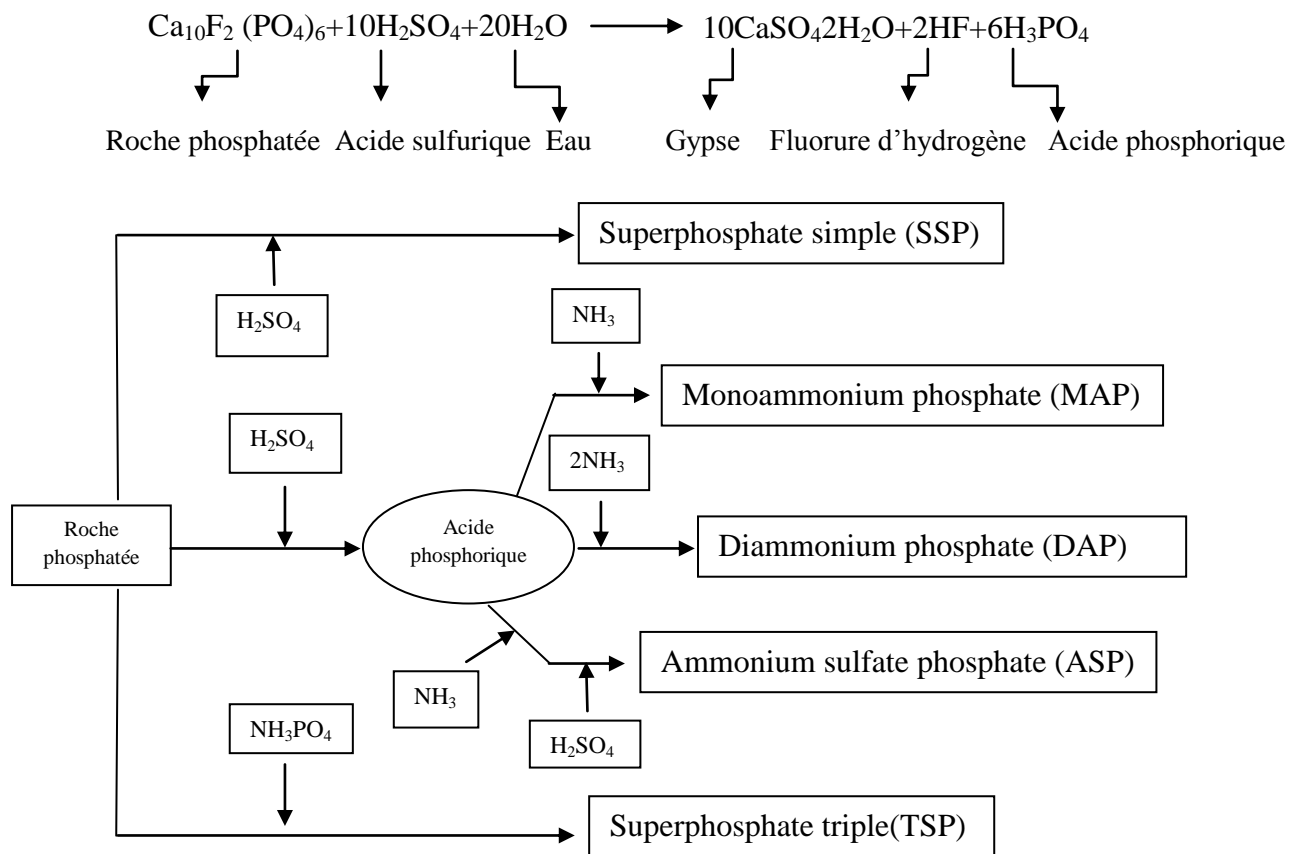 Ca₁₀F₂ (PO₄)₆+10H₂SO₄+20H₂O 10CaSO₄2H₂O+2HF+6H₃PO₄
Roche phosphatée Acide sulfurique Eau Gypse Fluorure d’hydrogène Acide phosphorique
Superphosphate simple (SSP)
H₂SO₄
NH₃
Monoammonium phosphate (MAP)
H₂SO₄
2NH₃
Roche
phosphatée
Acide
phosphorique
Diammonium phosphate (DAP)
Ammonium sulfate phosphate (ASP)
NH₃
H₂SO₄
NH₃PO₄
Superphosphate triple(TSP)